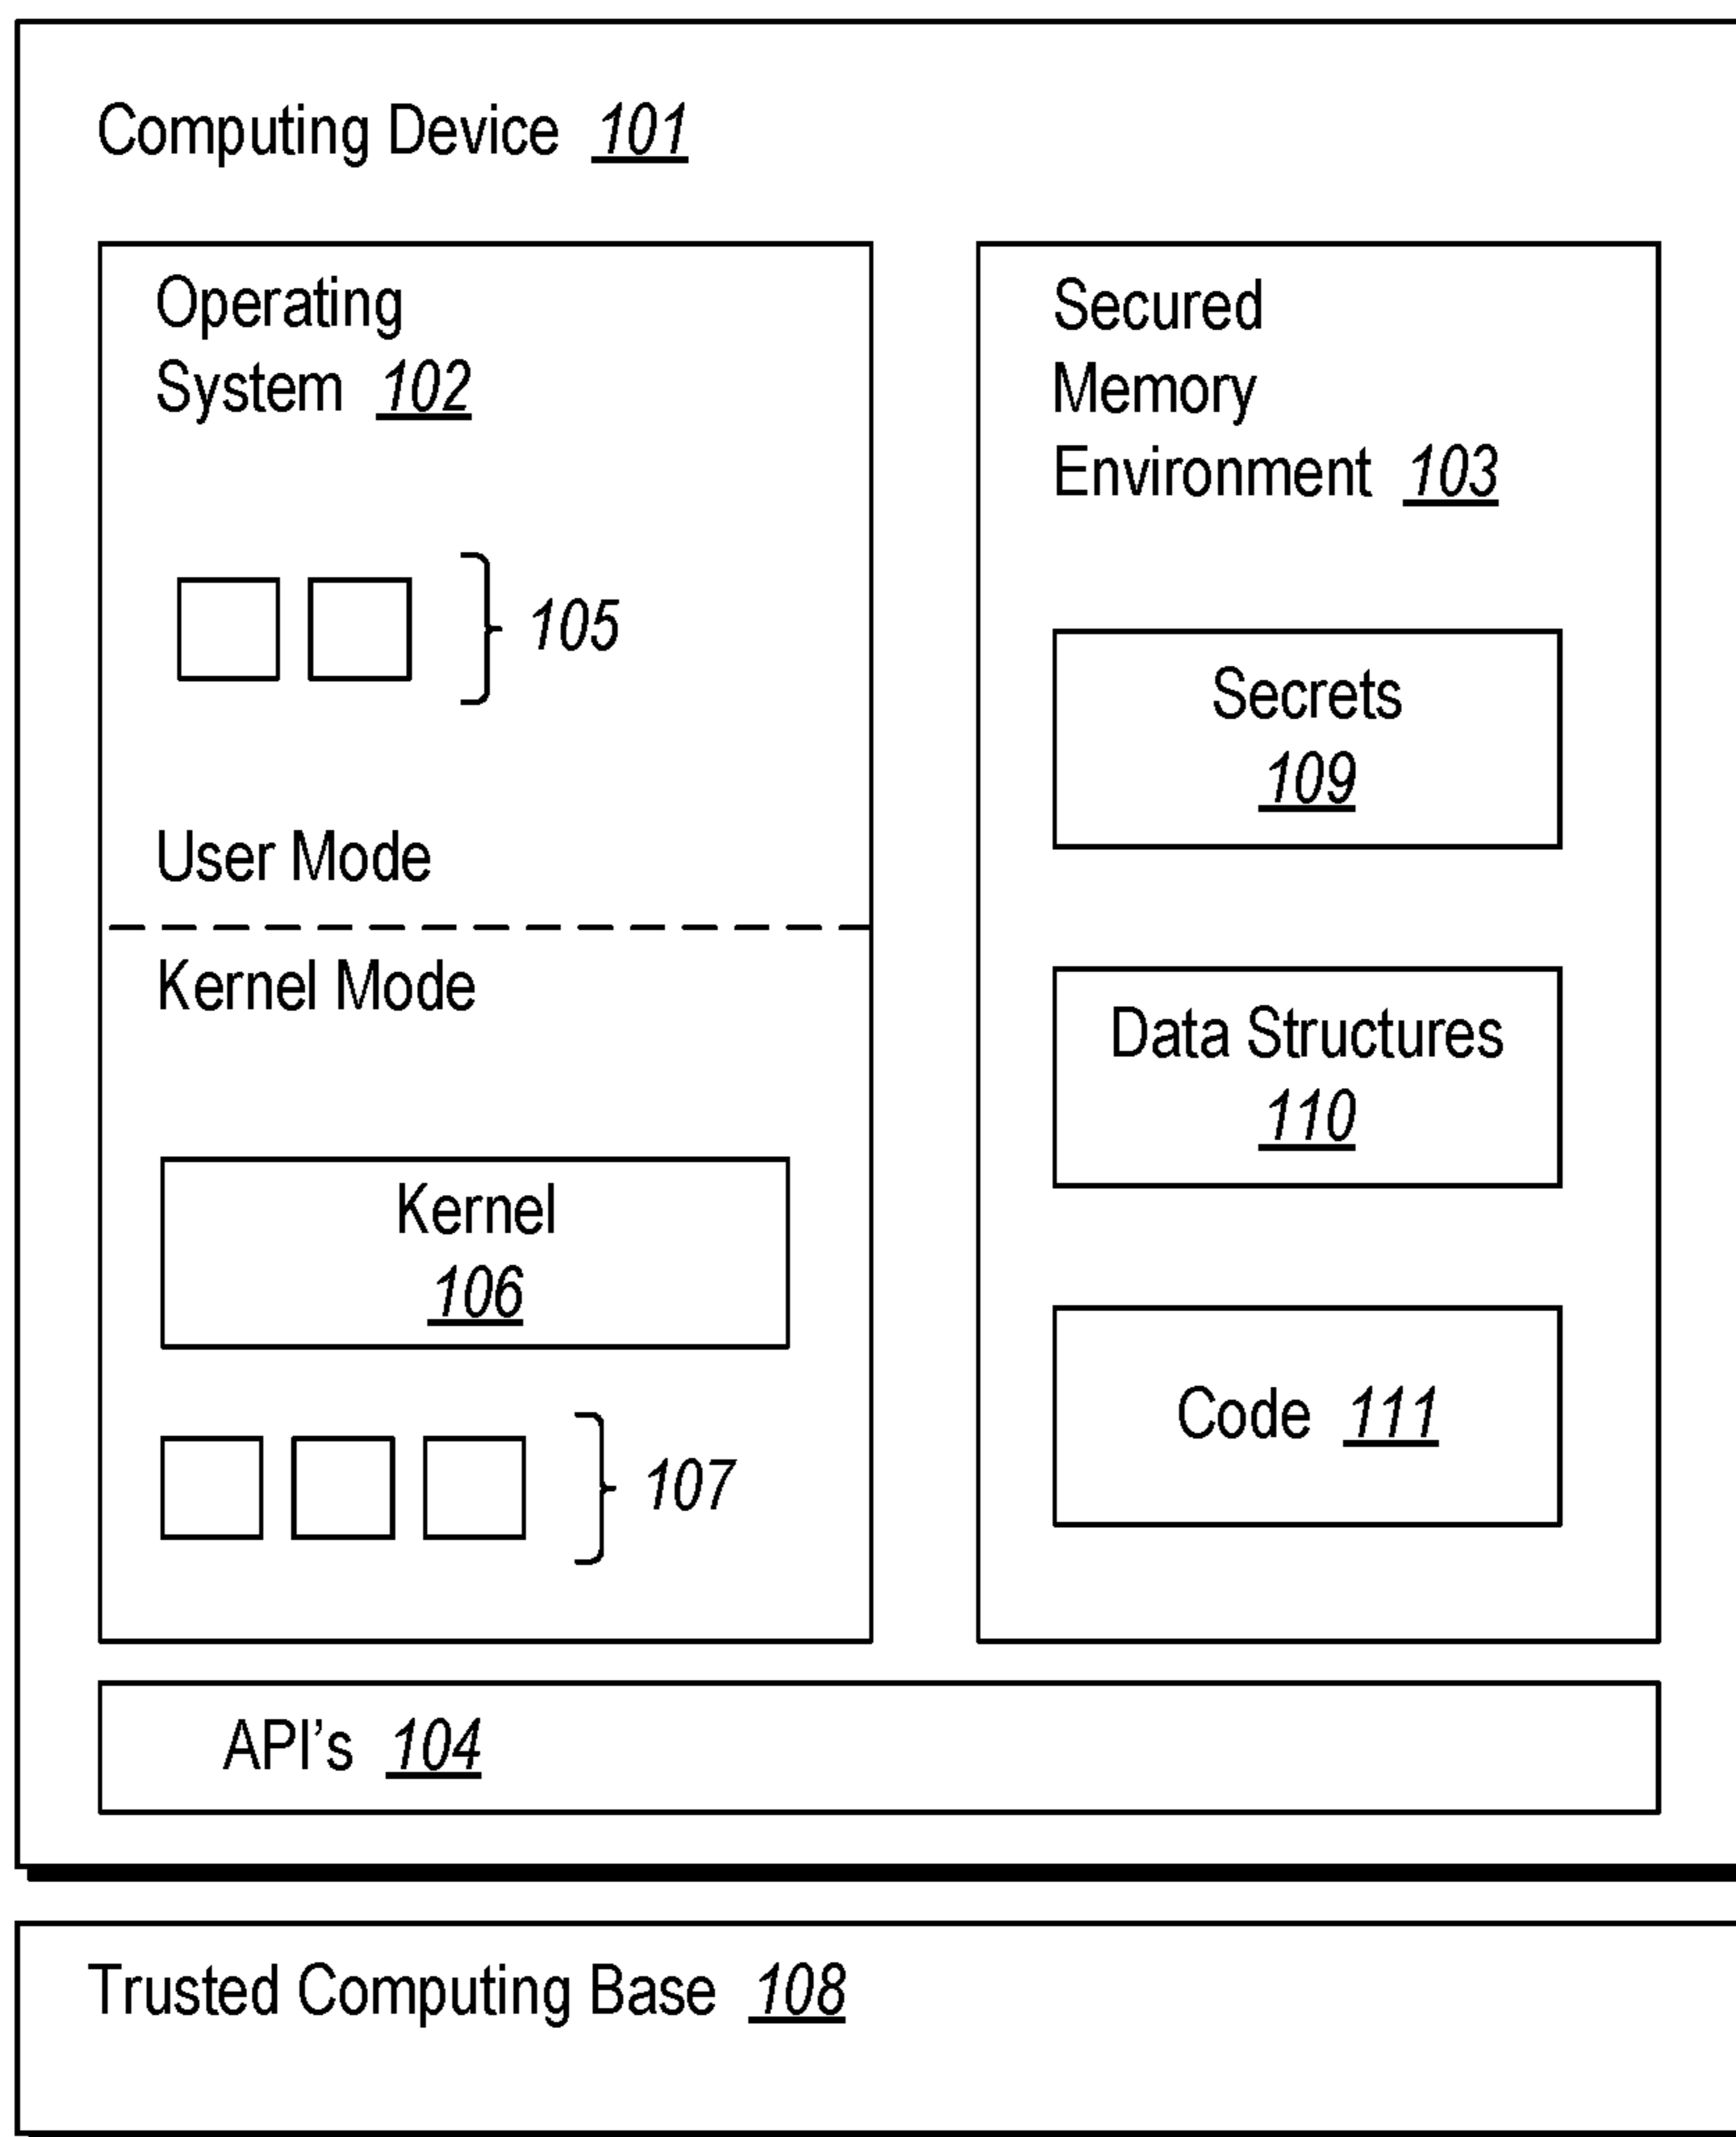 Computing Device 101
Operating
System 102
105
User Mode
Kernel Mode
Kernel
106
107
Secured
Memory
Environment 103
Secrets
109
Data Structures
110
Code 111
API's 104
Trusted Computing Base 108